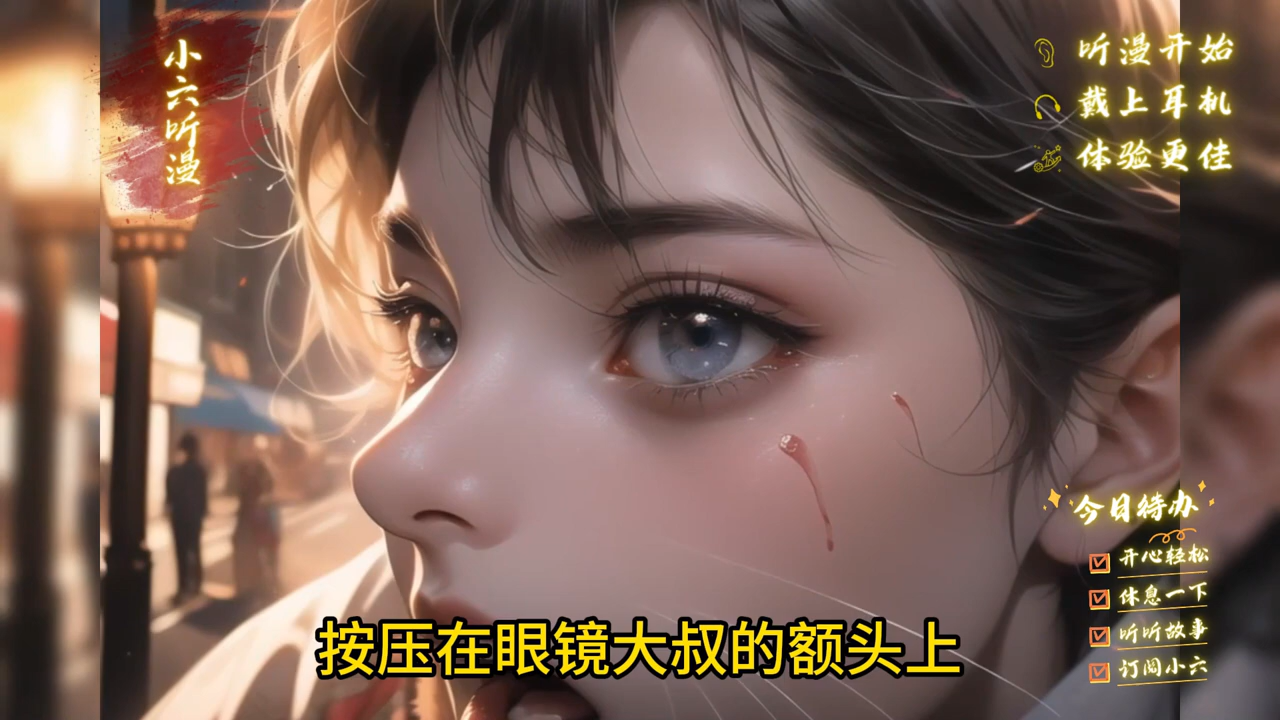 小六听漫
听漫开始
戴上耳机
体验更佳
今日待办
开心轻松
休息一下
听听故事
订阅小六
按压在眼镜大叔的额头上